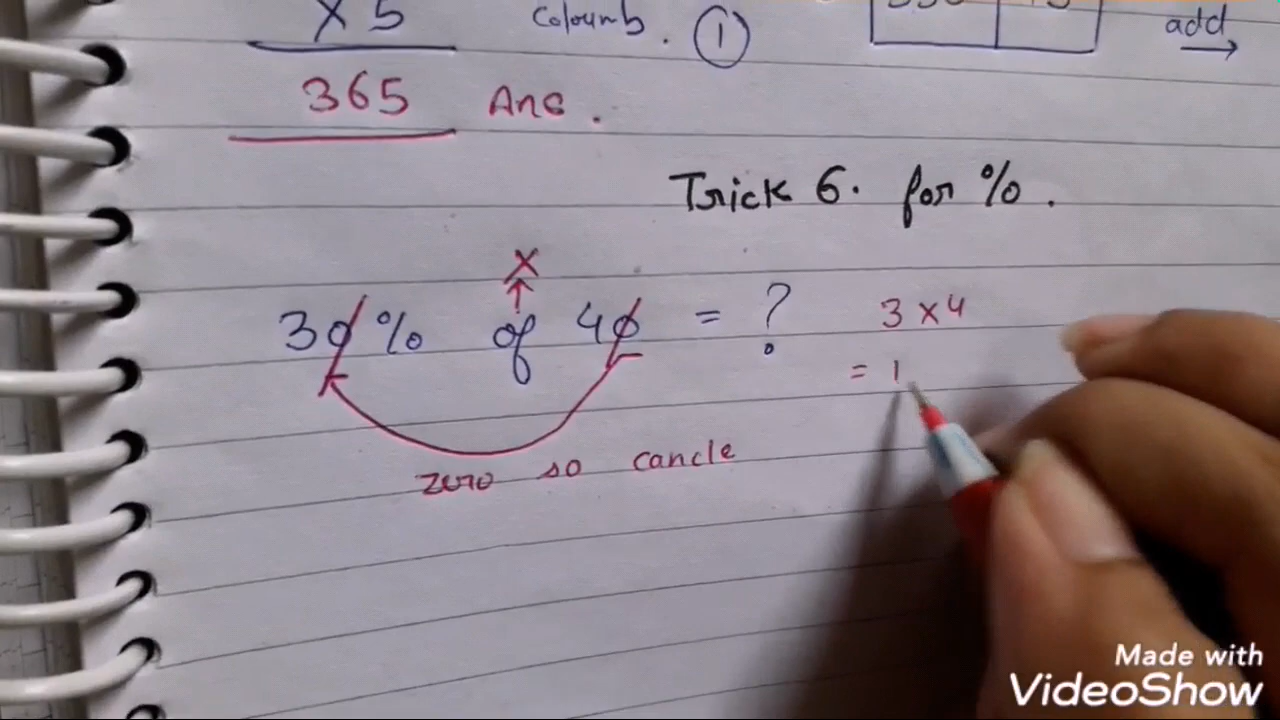 X 5
Coloumb. 1
add
365 Ans.
Trick 6. for %.
X
30% of 40 = ? 3 x 4
= 1
zero so cancle
Made with
VideoShow